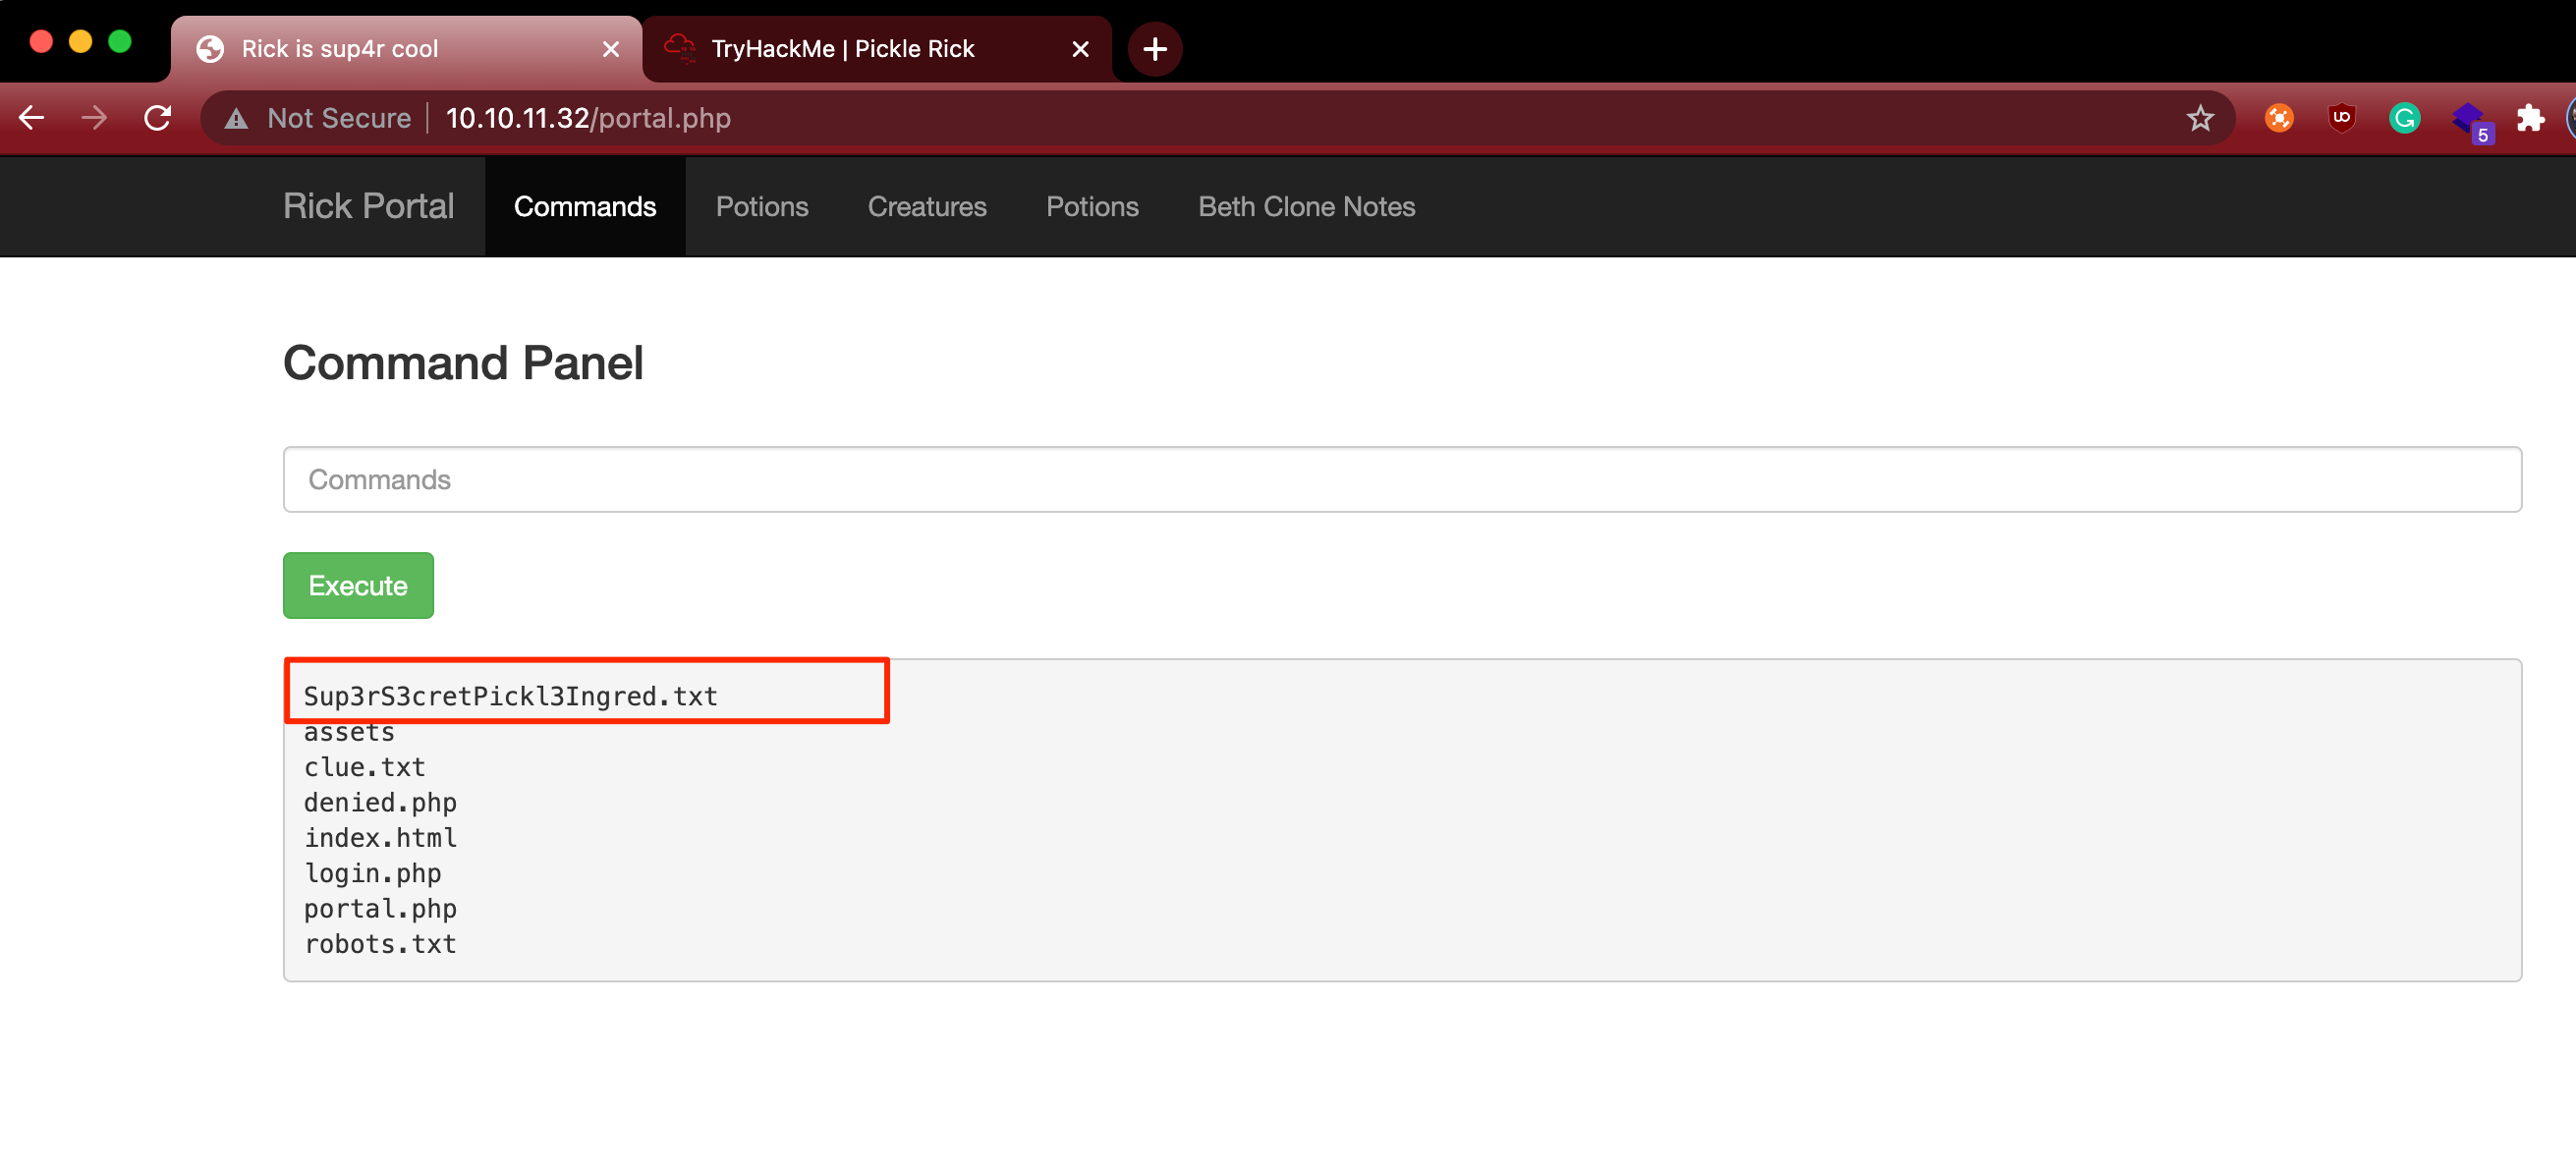 Rick is sup4r cool
TryHackMe | Pickle Rick
Not Secure
10.10.11.32/portal.php
5
Rick Portal
Commands
Potions
Creatures
Potions
Beth Clone Notes
Command Panel
Commands
Execute
Sup3rS3cretPickl3Ingred.txt
assets
clue.txt
denied.php
index.html
login.php
portal.php
robots.txt